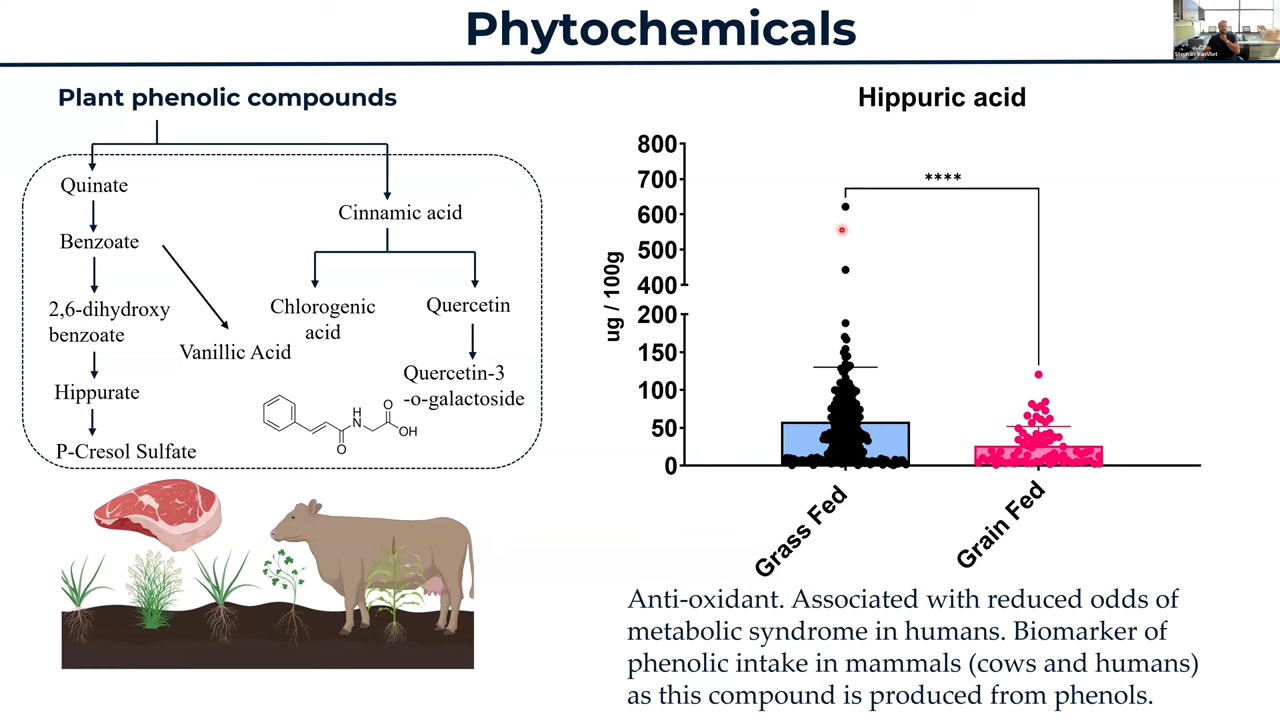 Phytochemicals
Stephan VanVliet
Plant phenolic compounds
Quinate
Benzoate
2,6-dihydroxy
benzoate
Hippurate
P-Cresol Sulfate
Vanillic Acid
Cinnamic acid
Chlorogenic
acid
Quercetin
Quercetin-3
-o-galactoside
H
N
O
O
OH
Hippuric acid
ug / 100g
800
700
600
500
400
200
150
100
50
0
****
Grass Fed
Grain Fed
Anti-oxidant. Associated with reduced odds of
metabolic syndrome in humans. Biomarker of
phenolic intake in mammals (cows and humans)
as this compound is produced from phenols.